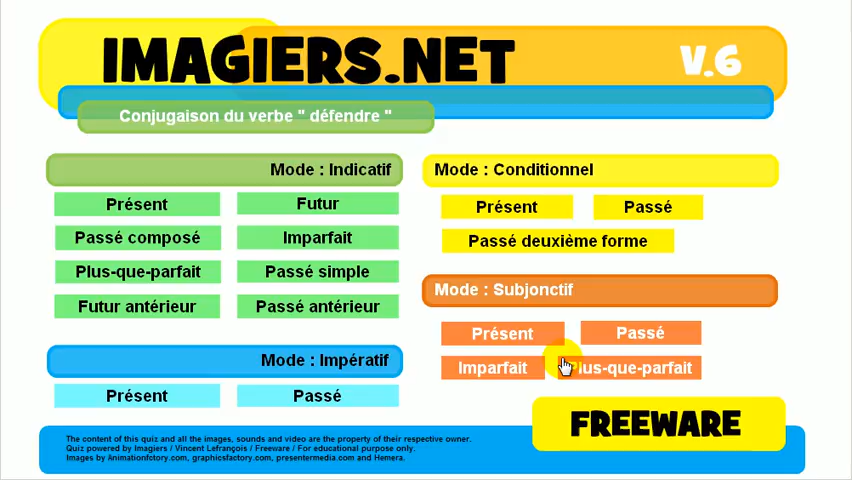 IMAGIERS.NET
V.6
Conjugaison du verbe " défendre "
Mode : Indicatif
Présent
Futur
Passé composé
Imparfait
Plus-que-parfait
Passé simple
Futur antérieur
Passé antérieur
Mode : Impératif
Présent
Passé
Mode : Conditionnel
Présent
Passé
Passé deuxième forme
Mode : Subjonctif
Présent
Passé
Imparfait
Plus-que-parfait
FREEWARE
The content of this quiz and all the images, sounds and video are the property of their respective owner.
Quiz powered by Imagiers / Vincent Lefrançois / Freeware / For educational purpose only.
Images by Animationfctory.com, graphicsfactory.com, presentermedia.com and Hemera.